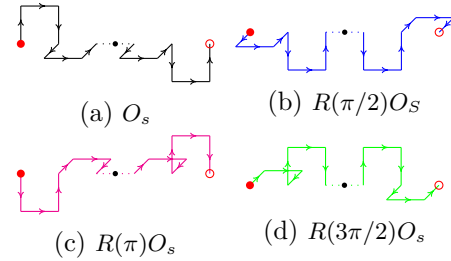 (a) O_s
(b) R(π/2)O_S
(c) R(π)O_s
(d) R(3π/2)O_s